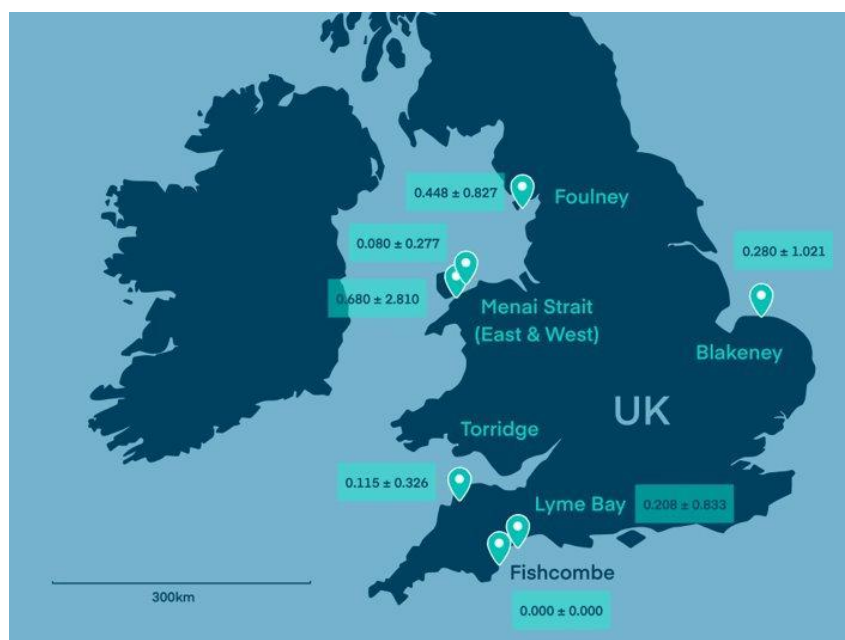 0.448 ± 0.827
Foulney
0.080 ± 0.277
0.280 ± 1.021
0.680 ± 2.810
Menai Strait
(East & West)
Blakeney
UK
Torridge
0.115 ± 0.326
Lyme Bay
0.208 ± 0.833
Fishcombe
300km
0.000 ± 0.000